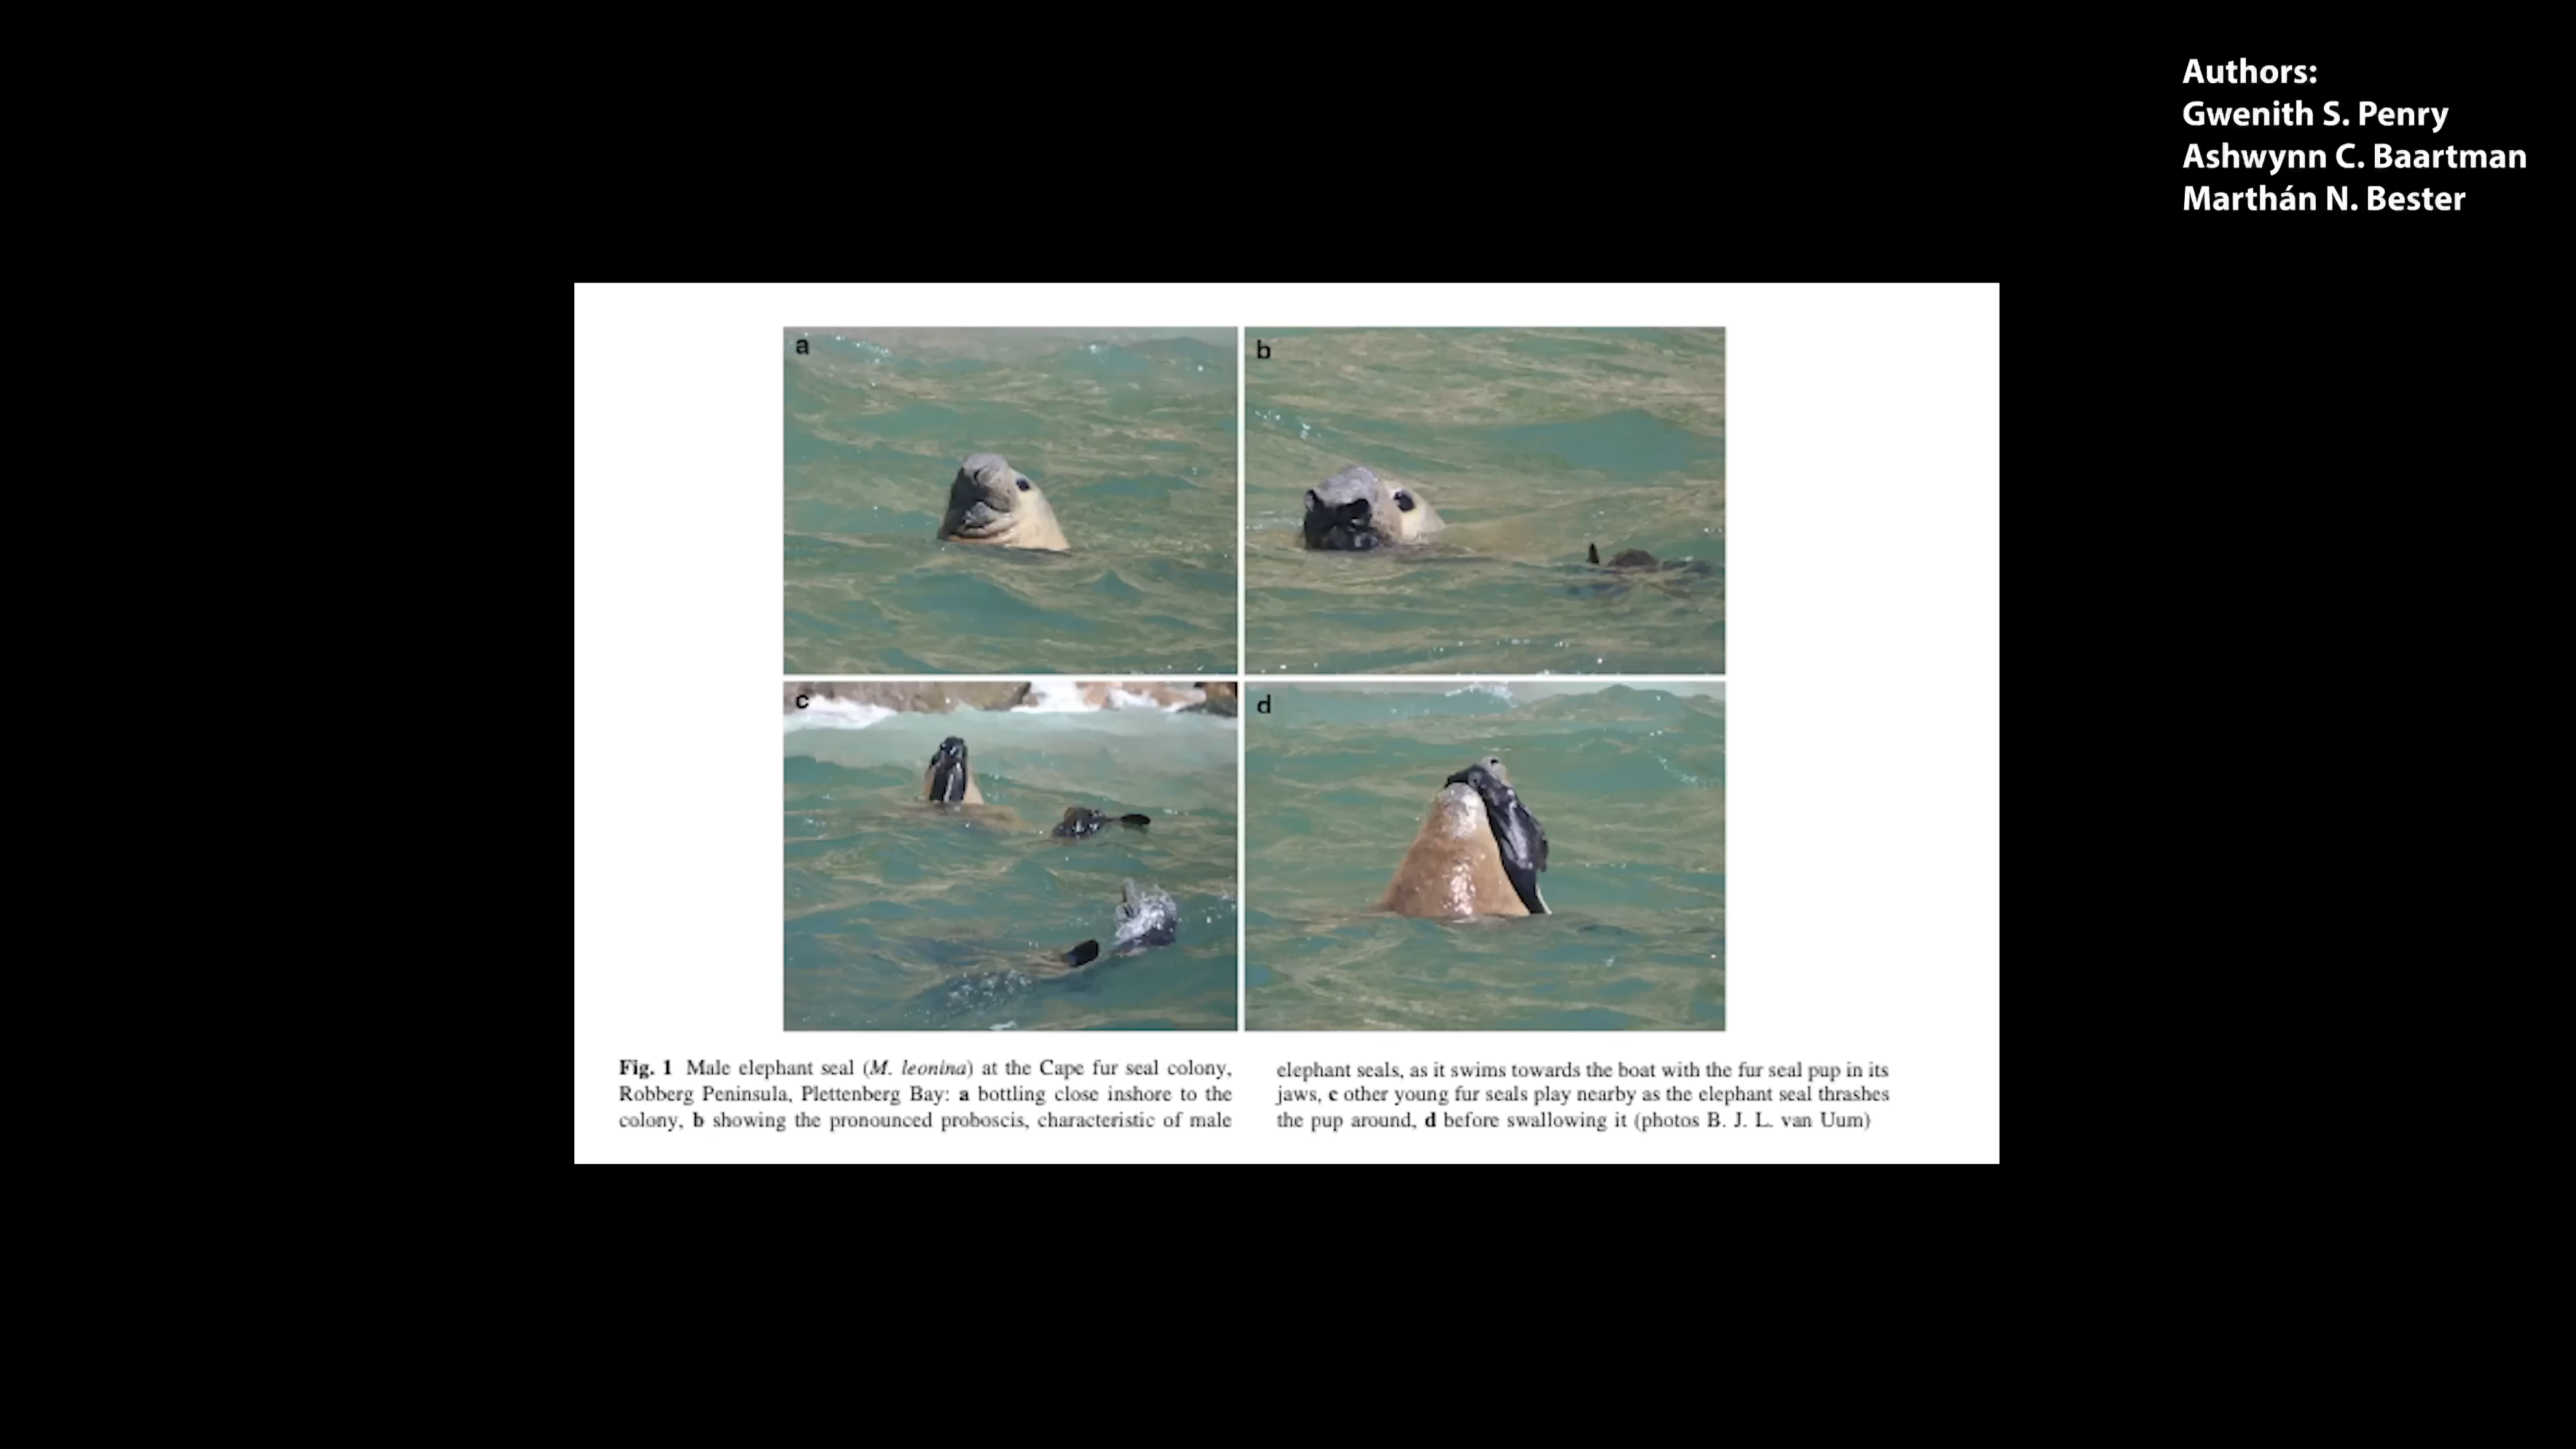 Authors:
Gwenith S. Penry
Ashwynn C. Baartman
Marthán N. Bester
a
b
c
d
Fig. 1 Male elephant seal (M. leonina) at the Cape fur seal colony,
Robberg Peninsula, Plettenberg Bay: a bottling close inshore to the
colony, b showing the pronounced proboscis, characteristic of male
elephant seals, as it swims towards the boat with the fur seal pup in its
jaws, c other young fur seals play nearby as the elephant seal thrashes
the pup around, d before swallowing it (photos B. J. L. van Uum)